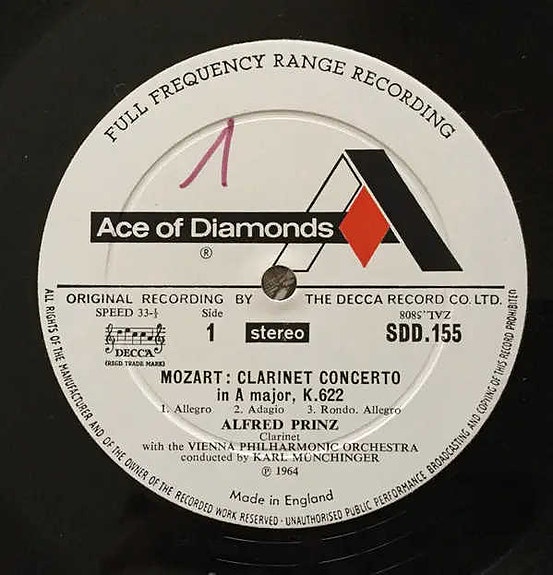 FULL FREQUENCY RANGE RECORDING
1
Ace of Diamonds
®
ORIGINAL RECORDING BY THE DECCA RECORD CO. LTD.
SPEED 33-⅓
Side
1
stereo
ZAL"8085
SDD.155
DECCA
(REGD TRADE MARK)
MOZART: CLARINET CONCERTO
in A major, K.622
1. Allegro 2. Adagio 3. Rondo. Allegro
ALFRED PRINZ
Clarinet
with the VIENNA PHILHARMONIC ORCHESTRA
conducted by KARL MÜNCHINGER
℗ 1964
Made in England
ALL RIGHTS OF THE MANUFACTURER AND OF THE OWNER OF THE RECORDED WORK RESERVED · UNAUTHORISED PUBLIC PERFORMANCE BROADCASTING AND COPYING OF THIS RECORD PROHIBITED